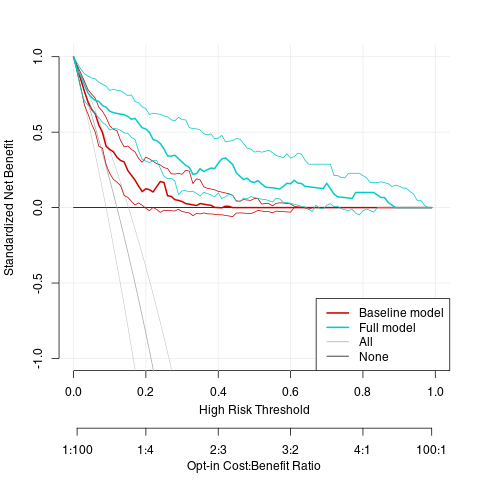 Standardized Net Benefit
1.0
0.5
0.0
-0.5
-1.0
Baseline model
Full model
All
None
0.0 0.2 0.4 0.6 0.8 1.0
High Risk Threshold
1:100 1:4 2:3 3:2 4:1 100:1
Opt-in Cost:Benefit Ratio